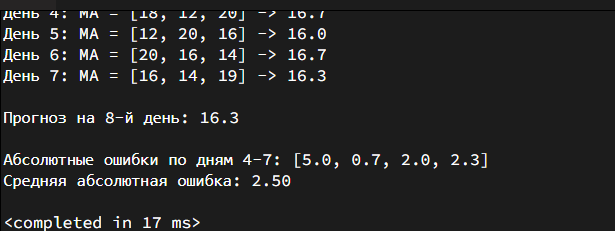 День 4: MA = [18, 12, 20] -> 16.7
День 5: MA = [12, 20, 16] -> 16.0
День 6: MA = [20, 16, 14] -> 16.7
День 7: MA = [16, 14, 19] -> 16.3
Прогноз на 8-й день: 16.3
Абсолютные ошибки по дням 4-7: [5.0, 0.7, 2.0, 2.3]
Средняя абсолютная ошибка: 2.50
<completed in 17 ms>